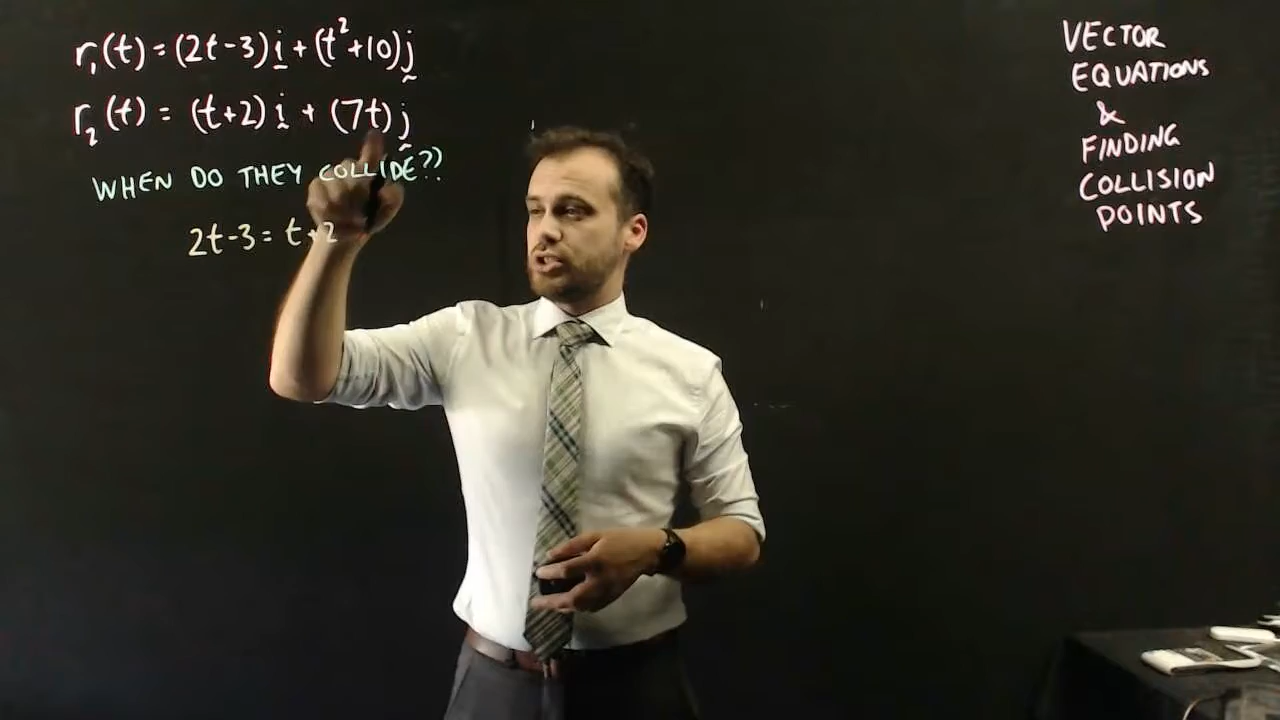 r₁(t) = (2t-3)i + (t²+10)j
r₂(t) = (t+2)i + (7t)j
WHEN DO THEY COLLIDE??
2t-3 = t+2
VECTOR
EQUATIONS
&
FINDING
COLLISION
POINTS